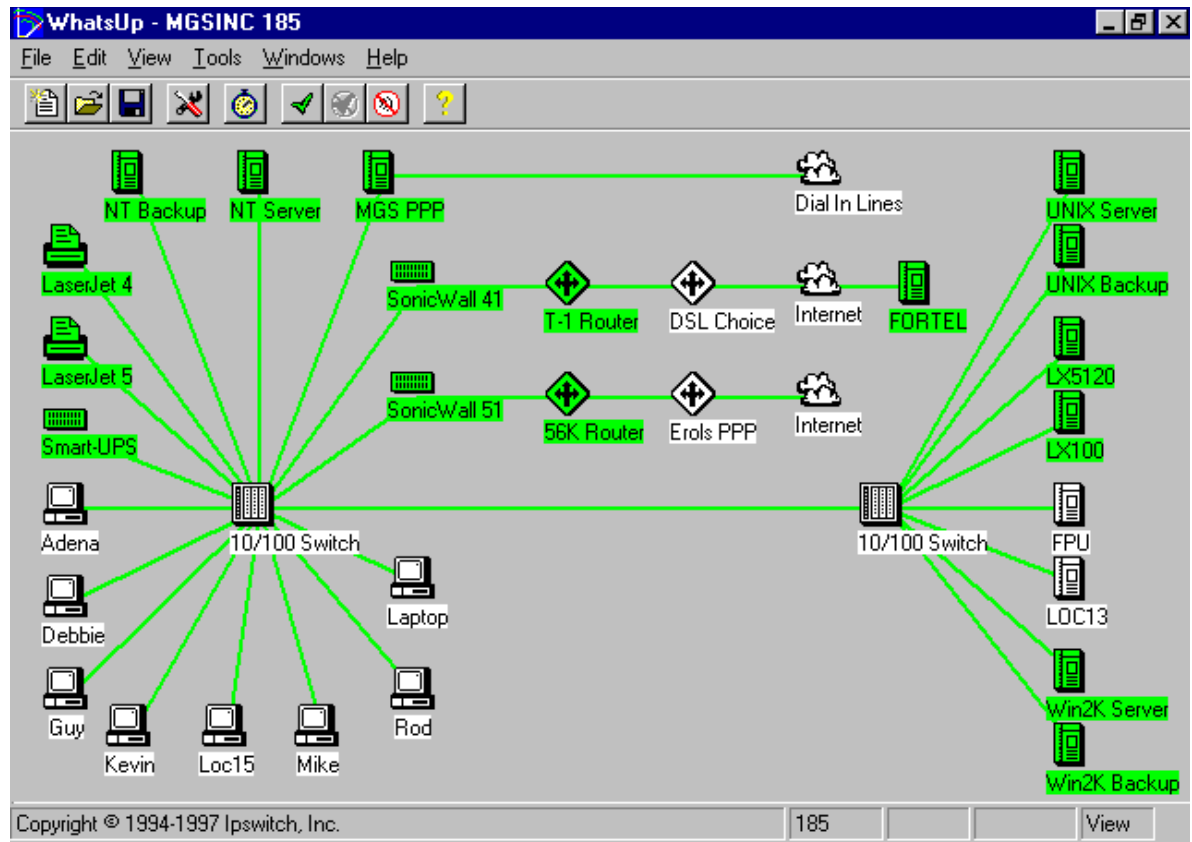 WhatsUp - MGSINC 185
File Edit View Tools Windows Help
NT Backup
NT Server
MGS PPP
Dial In Lines
UNIX Server
LaserJet 4
SonicWall 41
T-1 Router
DSL Choice
Internet
FORTEL
UNIX Backup
LaserJet 5
SonicWall 51
56K Router
Erols PPP
Internet
LX5120
Smart-UPS
LX100
Adena
10/100 Switch
10/100 Switch
FPU
Debbie
Laptop
LOC13
Guy
Kevin
Loc15
Mike
Rod
Win2K Server
Win2K Backup
Copyright © 1994-1997 Ipswitch, Inc.
185
View